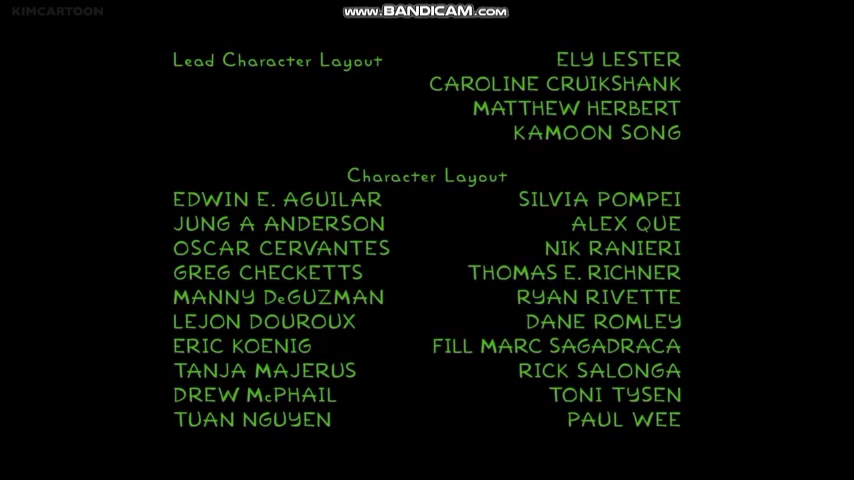 KIMCARTOON
www.BANDICAM.com
Lead Character Layout ELY LESTER
CAROLINE CRUIKSHANK
MATTHEW HERBERT
KAMOON SONG
Character Layout
EDWIN E. AGUILAR SILVIA POMPEI
JUNG A ANDERSON ALEX QUE
OSCAR CERVANTES NIK RANIERI
GREG CHECKETTS THOMAS E. RICHNER
MANNY DeGUZMAN RYAN RIVETTE
LEJON DOUROUX DANE ROMLEY
ERIC KOENIG FILL MARC SAGADRACA
TANJA MAJERUS RICK SALONGA
DREW McPHAIL TONI TYSEN
TUAN NGUYEN PAUL WEE